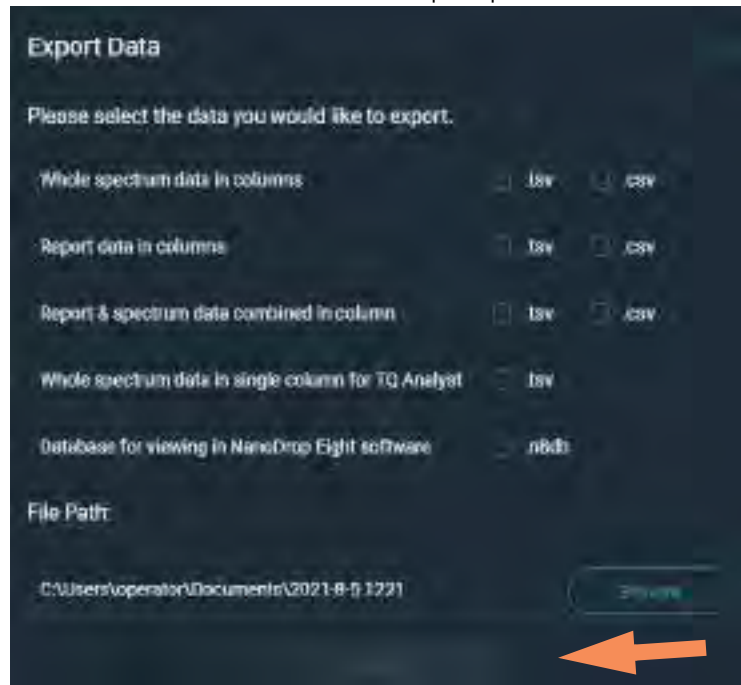 Export Data
Please select the data you would like to export.
Whole spectrum data in columns .tsv .csv
Report data in columns .tsv .csv
Report & spectrum data combined in column .tsv .csv
Whole spectrum data in single column for TQ Analyst .tsv
Database for viewing in NanoDrop Eight software .n8db
File Path:
C:\Users\operator\Documents\2021-8-5 1221